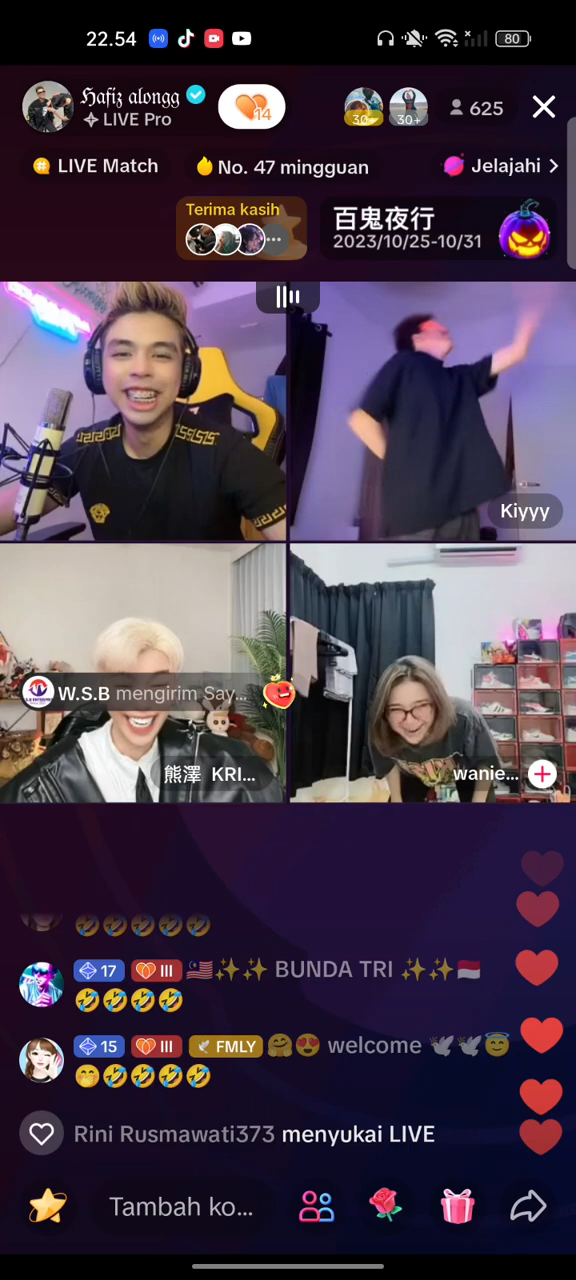 22.54
80
Hafiz alongg
LIVE Pro
14
30+
30+
625
LIVE Match
No. 47 mingguan
Jelajahi
Terima kasih
百鬼夜行
2023/10/25-10/31
Kiyyy
W.S.B mengirim Say...
熊澤 KRI...
wanie...
17 III BUNDA TRI
15 III FMLY welcome
Rini Rusmawati373 menyukai LIVE
Tambah ko...